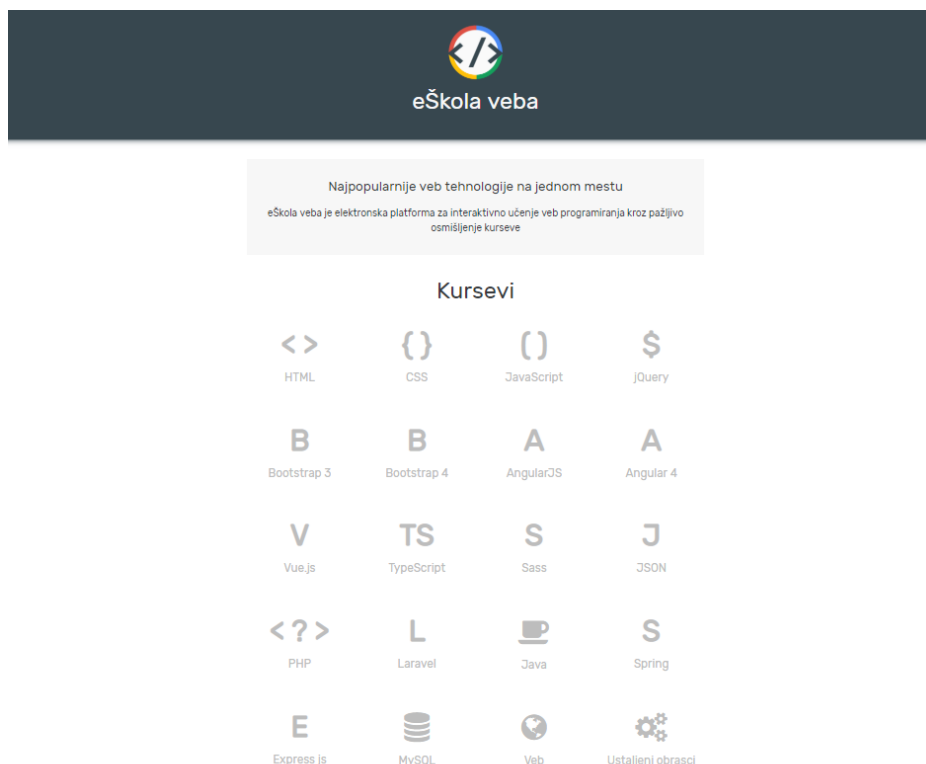 </>
eŠkola veba
Najpopularnije veb tehnologije na jednom mestu
eŠkola veba je elektronska platforma za interaktivno učenje veb programiranja kroz pažljivo
osmišljenje kurseve
Kursevi
< > { } ( ) $
HTML CSS JavaScript jQuery
B B A A
Bootstrap 3 Bootstrap 4 AngularJS Angular 4
V TS S J
Vue.js TypeScript Sass JSON
< ? > L S
PHP Laravel Java Spring
E
Express js MySQL Veb Ustaljeni obrasci